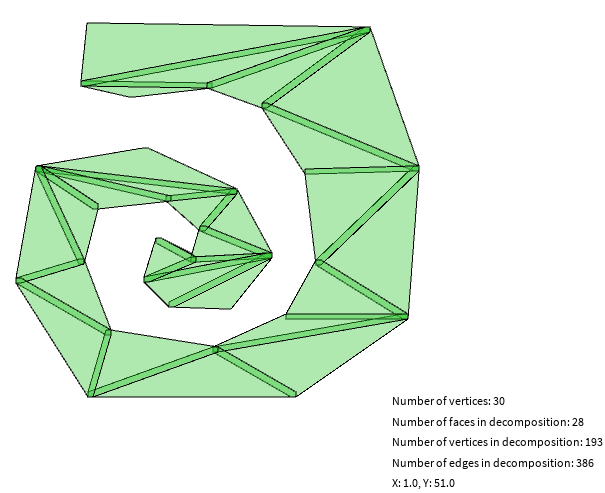 Number of vertices: 30
Number of faces in decomposition: 28
Number of vertices in decomposition: 193
Number of edges in decomposition: 386
X: 1.0, Y: 51.0